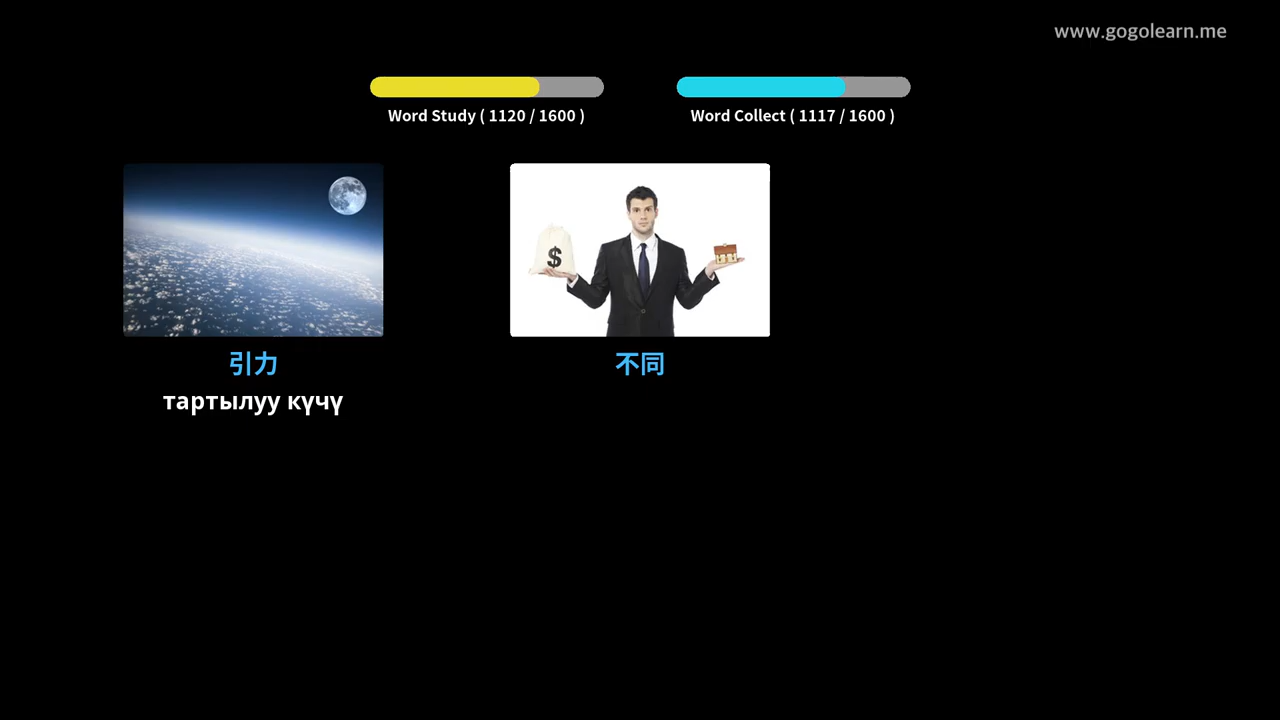 www.gogolearn.me
Word Study ( 1120 / 1600 )
Word Collect ( 1117 / 1600 )
$
引力
тартылуу күчү
不同